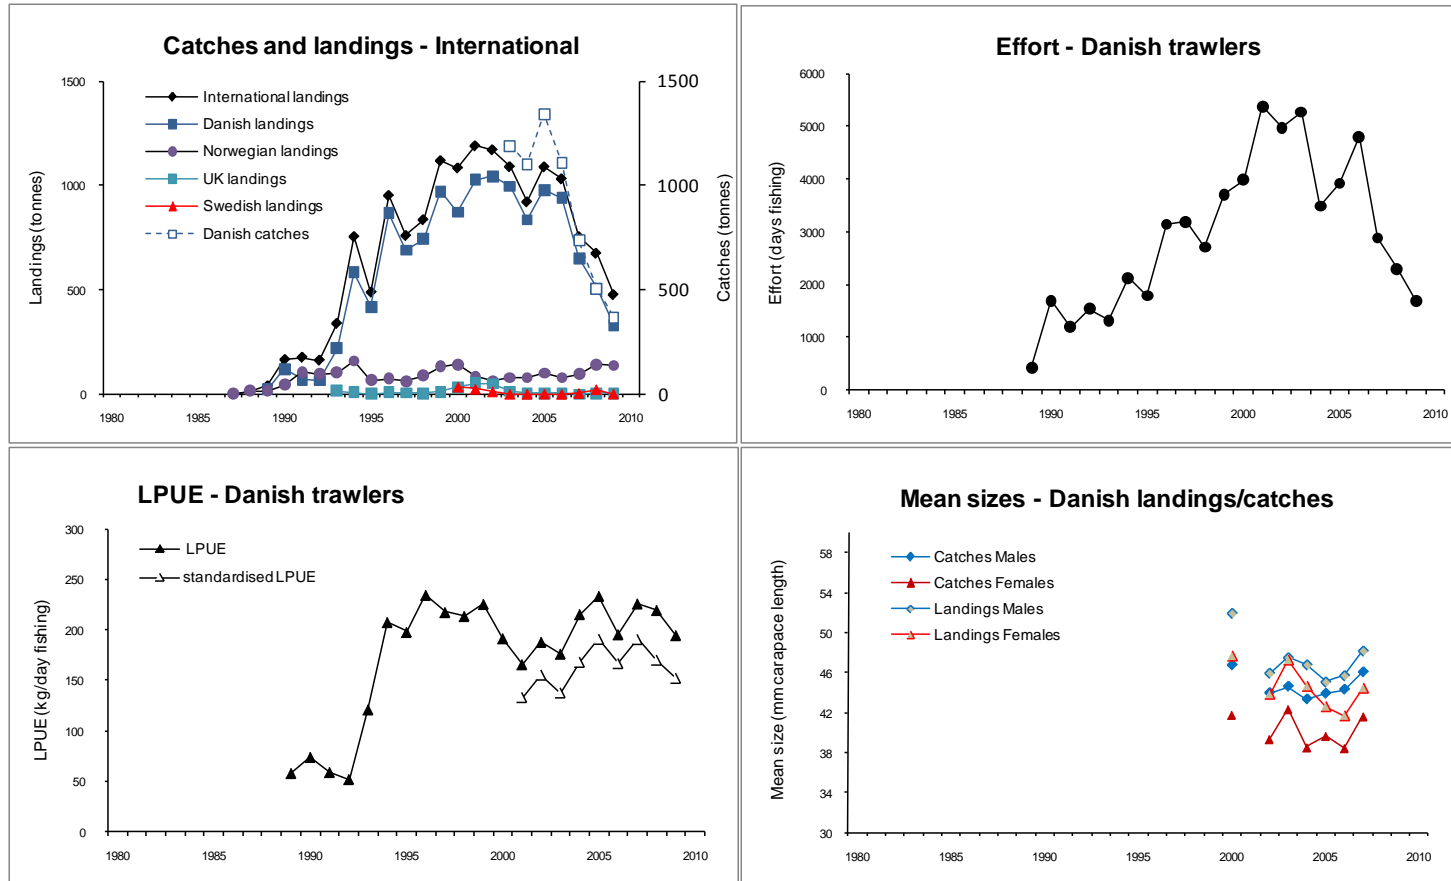 Catches and landings - International
1500
1000
500
0
1500
1000
500
0
Landings (tonnes)
Catches (tonnes)
International landings
Danish landings
Norwegian landings
UK landings
Swedish landings
Danish catches
1980 1985 1990 1995 2000 2005 2010
Effort - Danish trawlers
6000
5000
4000
3000
2000
1000
0
Effort (days fishing)
1980 1985 1990 1995 2000 2005 2010
LPUE - Danish trawlers
300
250
200
150
100
50
0
LPUE (kg/day fishing)
LPUE
standardised LPUE
1980 1985 1990 1995 2000 2005 2010
Mean sizes - Danish landings/catches
58
54
50
46
42
38
34
30
Mean size (mm carapace length)
Catches Males
Catches Females
Landings Males
Landings Females
1980 1985 1990 1995 2000 2005 2010